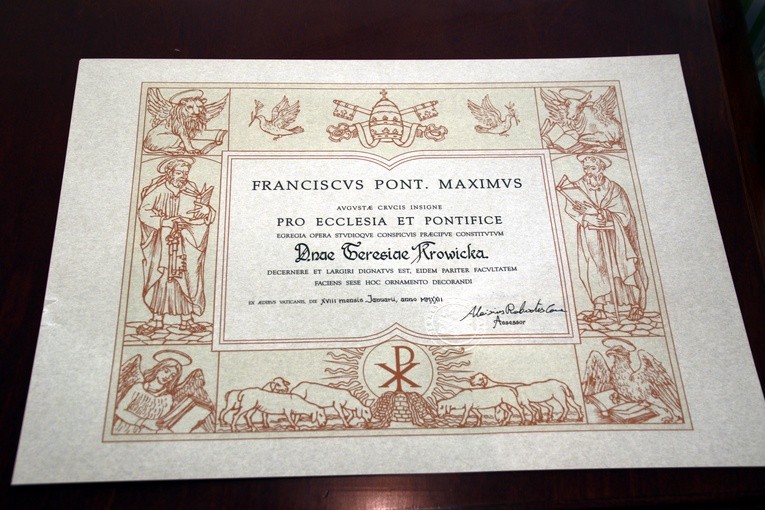 FRANCISCVS PONT. MAXIMVS
AVGVSTÆ CRVCIS INSIGNE
PRO ECCLESIA ET PONTIFICE
EGREGIA OPERA STVDIOQVE CONSPICVIS PRÆCIPVE CONSTITVTVM
Dnae Teresiae Krowicka
DECERNERE ET LARGIRI DIGNATVS EST, EIDEM PARITER FACVLTATEM
FACIENS SESE HOC ORNAMENTO DECORANDI
EX ÆDIBVS VATICANIS, DIE XVIII mensis Januarii, anno MMXXI
Assessor